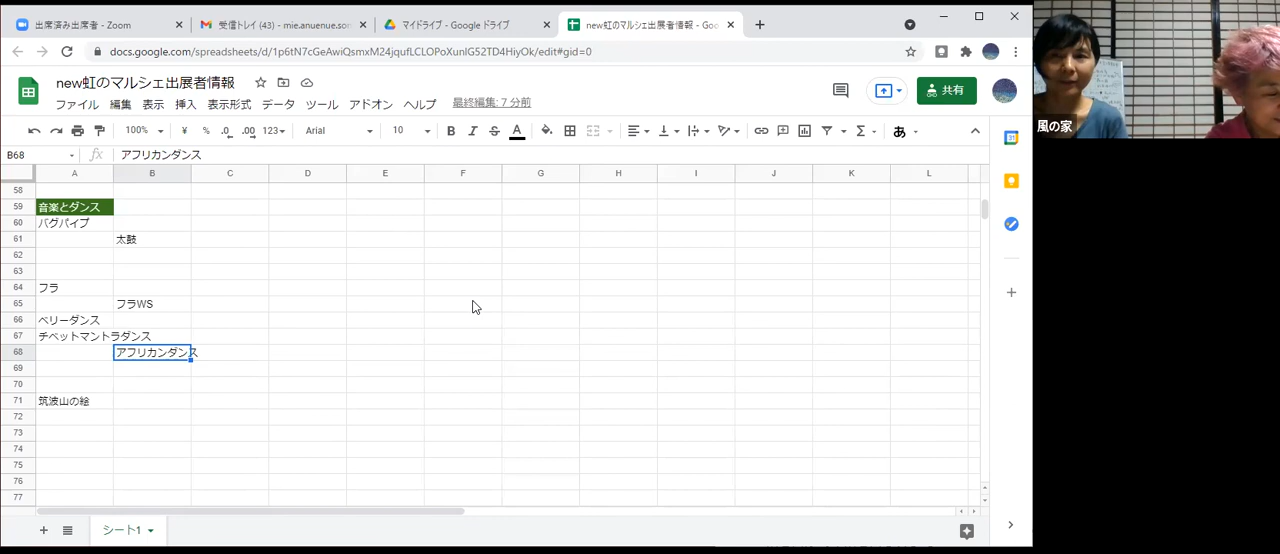 出席済み出席者 - Zoom
受信トレイ (43) - mie.anuenue.som
マイドライブ - Google ドライブ
new虹のマルシェ出展者情報 - Goo
docs.google.com/spreadsheets/d/1p6tN7cGeAwiQsmxM24jqufLCLOPoXunIG52TD4HiyOk/edit#gid=0
new虹のマルシェ出展者情報
ファイル 編集 表示 挿入 表示形式 データ ツール アドオン ヘルプ 最終編集: 7 分前
共有
100% ¥ % .0 .00 123 Arial 10 B I S A あ
B68 fx アフリカンダンス
A B C D E F G H I J K L
58
59 音楽とダンス
60 バグパイプ
61 太鼓
62
63
64 フラ
65 フラWS
66 ベリーダンス
67 チベットマントラダンス
68 アフリカンダンス
69
70
71 筑波山の絵
72
73
74
75
76
77
シート1
風の家
31